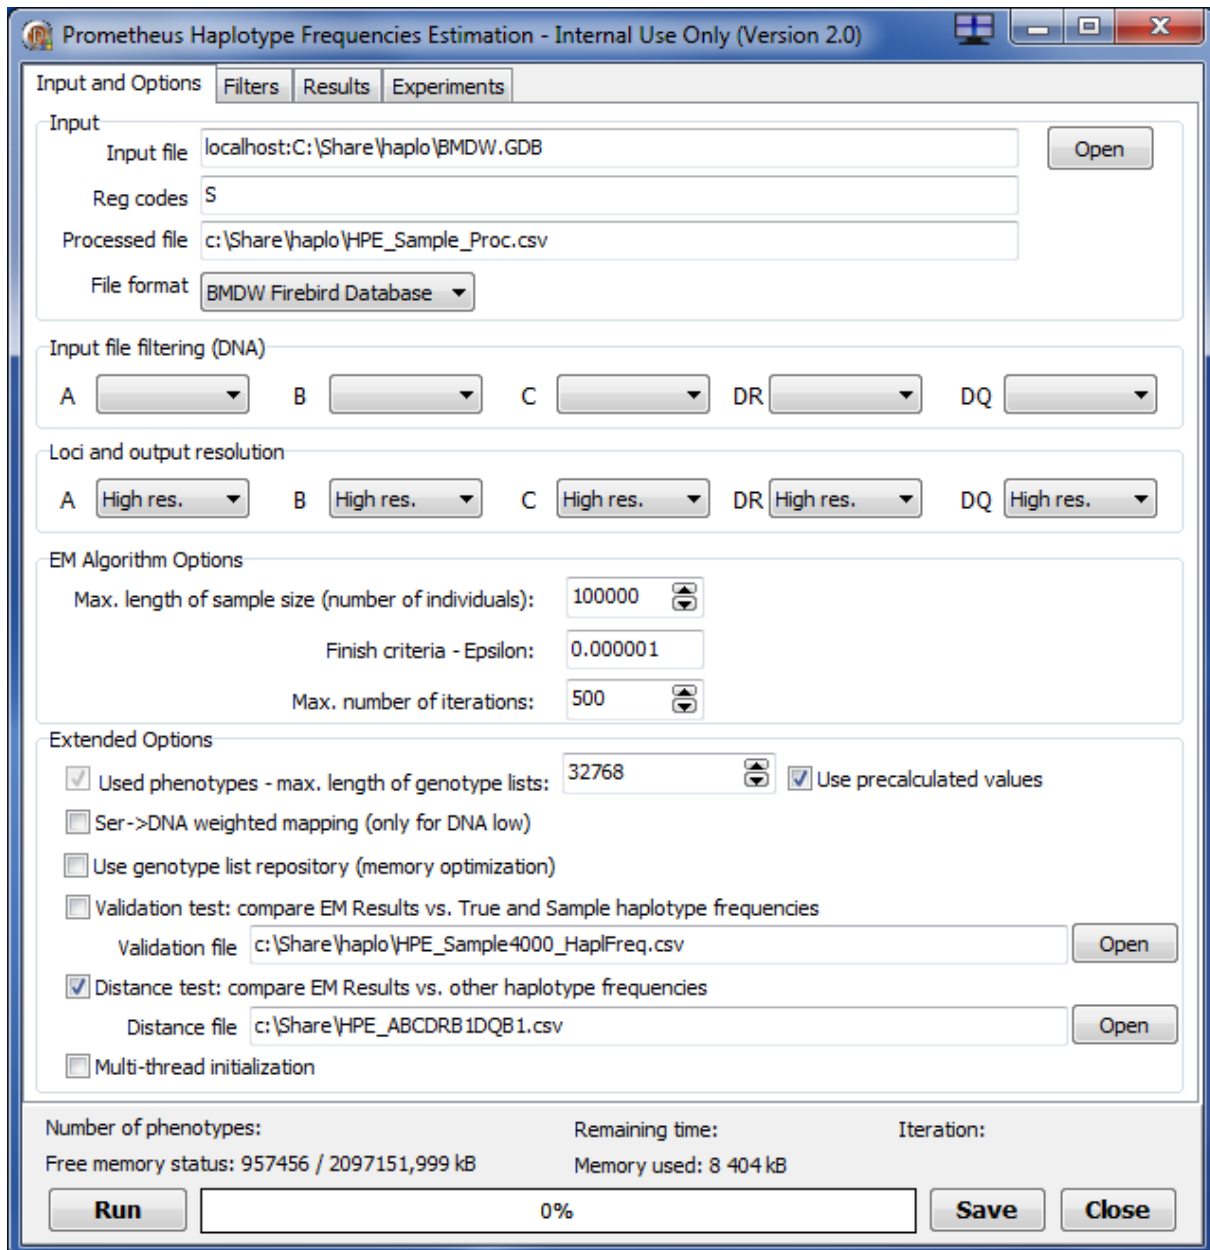 Prometheus Haplotype Frequencies Estimation - Internal Use Only (Version 2.0)
Input and Options Filters Results Experiments
Input
Input file localhost:C:\Share\haplo\BMDW.GDB Open
Reg codes S
Processed file c:\Share\haplo\HPE_Sample_Proc.csv
File format BMDW Firebird Database
Input file filtering (DNA)
A B C DR DQ
Loci and output resolution
A High res. B High res. C High res. DR High res. DQ High res.
EM Algorithm Options
Max. length of sample size (number of individuals): 100000
Finish criteria - Epsilon: 0.000001
Max. number of iterations: 500
Extended Options
Used phenotypes - max. length of genotype lists: 32768 Use precalculated values
Ser->DNA weighted mapping (only for DNA low)
Use genotype list repository (memory optimization)
Validation test: compare EM Results vs. True and Sample haplotype frequencies
Validation file c:\Share\haplo\HPE_Sample4000_HaplFreq.csv Open
Distance test: compare EM Results vs. other haplotype frequencies
Distance file c:\Share\HPE_ABCDRB1DQB1.csv Open
Multi-thread initialization
Number of phenotypes: Remaining time: Iteration:
Free memory status: 957456 / 2097151,999 kB Memory used: 8 404 kB
Run 0% Save Close